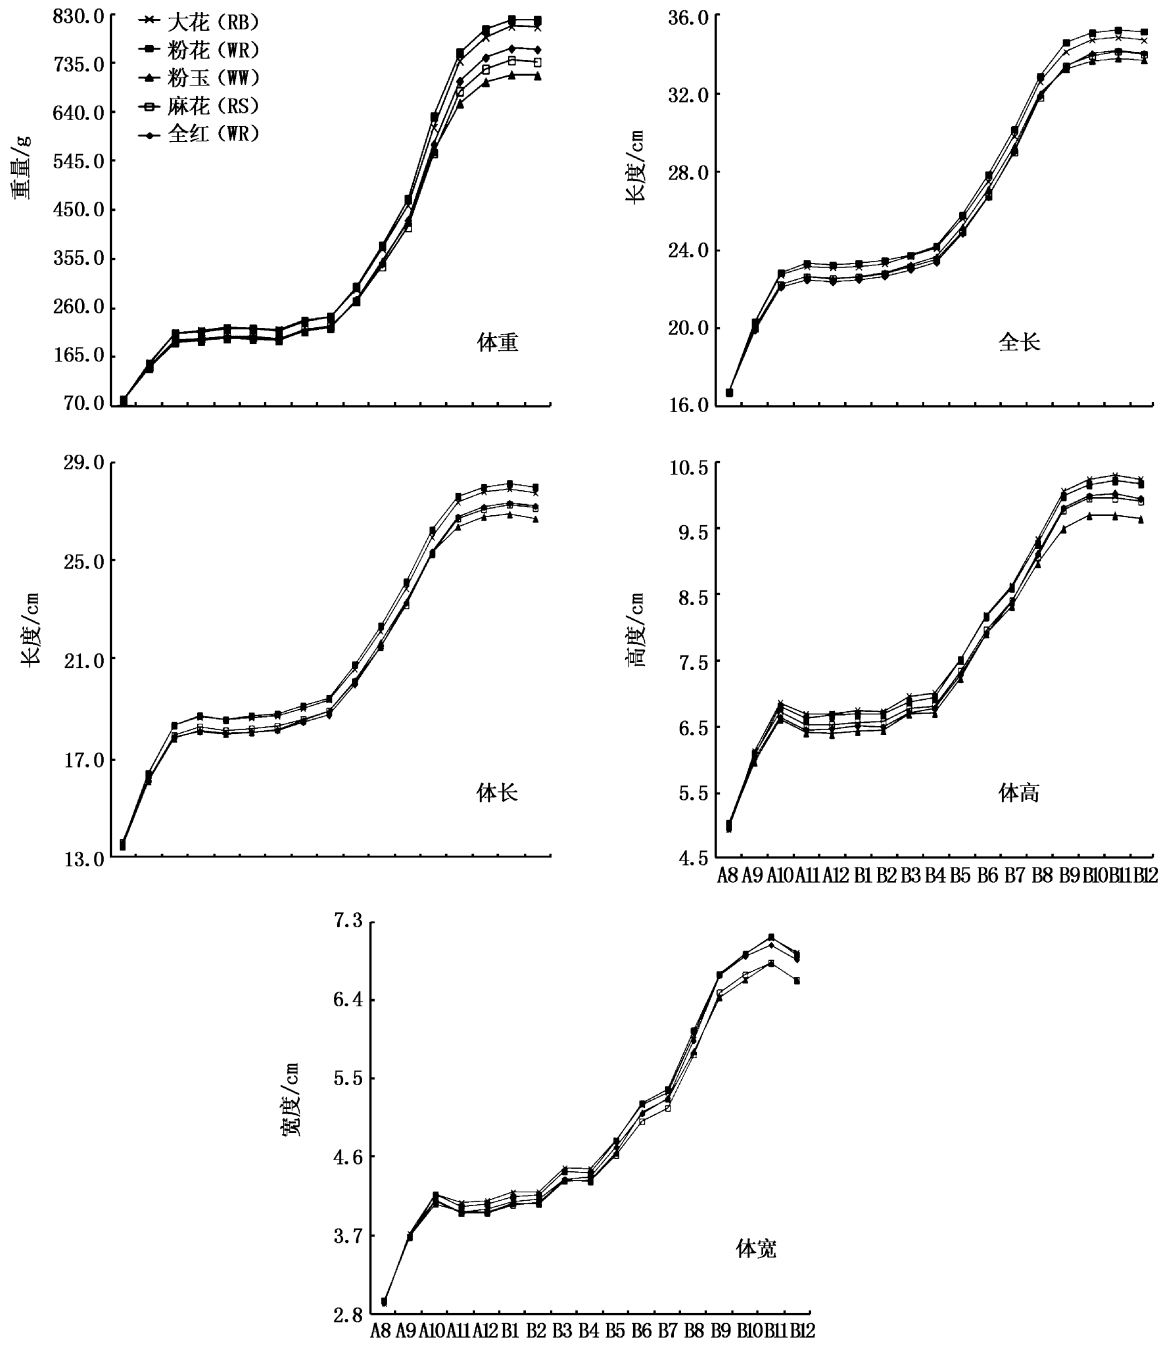 830.0
735.0
640.0
545.0
450.0
355.0
260.0
165.0
70.0
重量/g
大花（RB）
粉花（WR）
粉玉（WW）
麻花（RS）
全红（WR）
体重
36.0
32.0
28.0
24.0
20.0
16.0
长度/cm
全长
29.0
25.0
21.0
17.0
13.0
长度/cm
体长
10.5
9.5
8.5
7.5
6.5
5.5
4.5
高度/cm
体高
A8 A9 A10 A11 A12 B1 B2 B3 B4 B5 B6 B7 B8 B9 B10 B11 B12
7.3
6.4
5.5
4.6
3.7
2.8
宽度/cm
体宽
A8 A9 A10 A11 A12 B1 B2 B3 B4 B5 B6 B7 B8 B9 B10 B11 B12